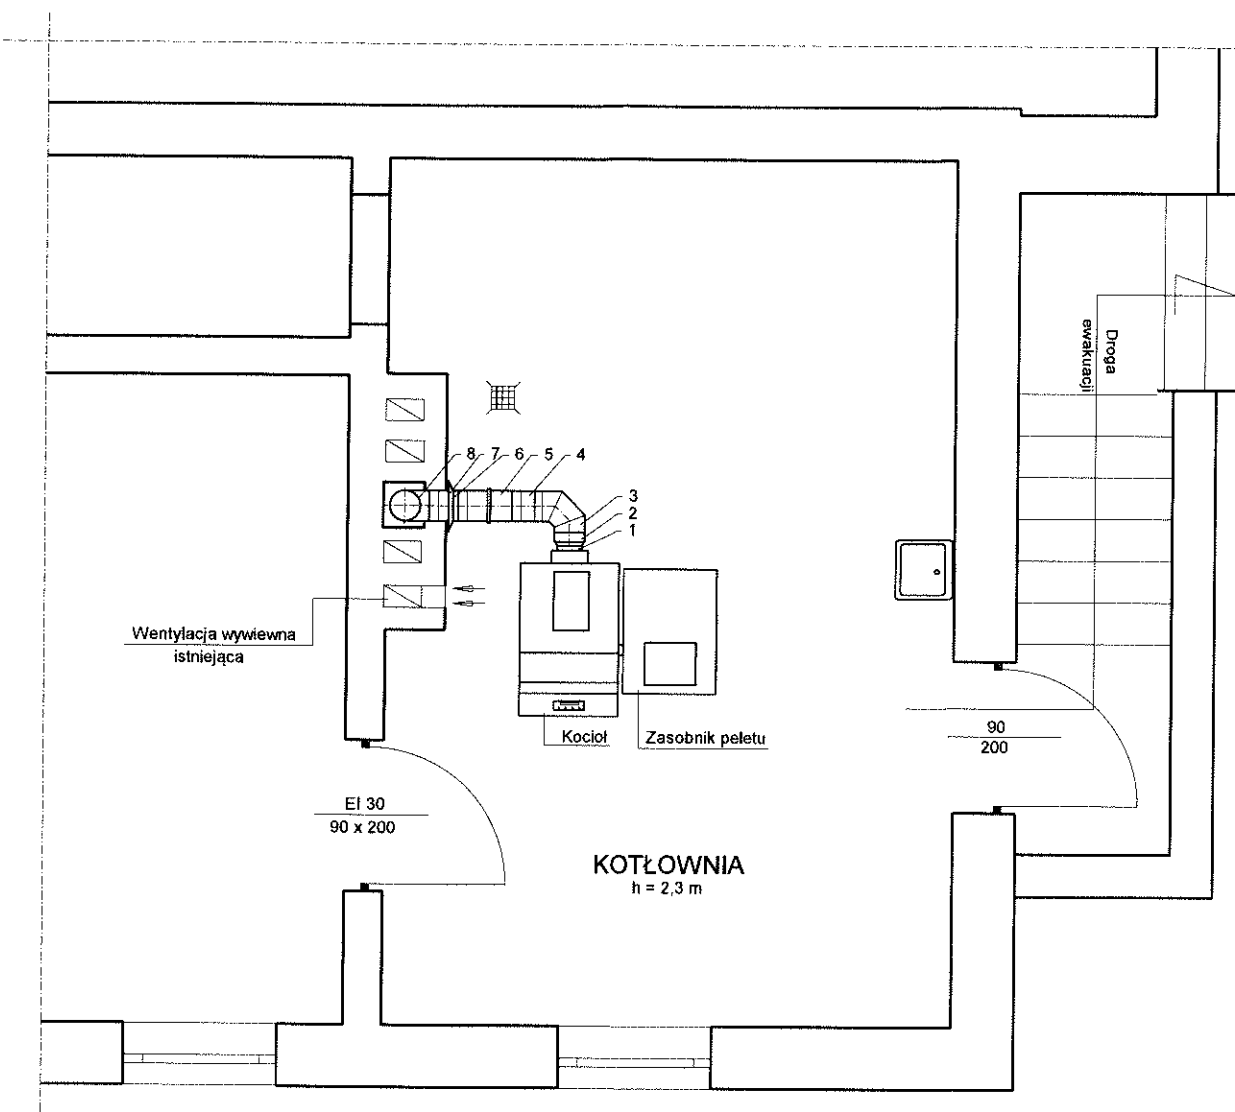 Droga
ewakuacji
8 7 6 5 4
3
2
1
Wentylacja wywiewna
istniejąca
Kocioł
Zasobnik peletu
90
200
EI 30
90 x 200
KOTŁOWNIA
h = 2,3 m